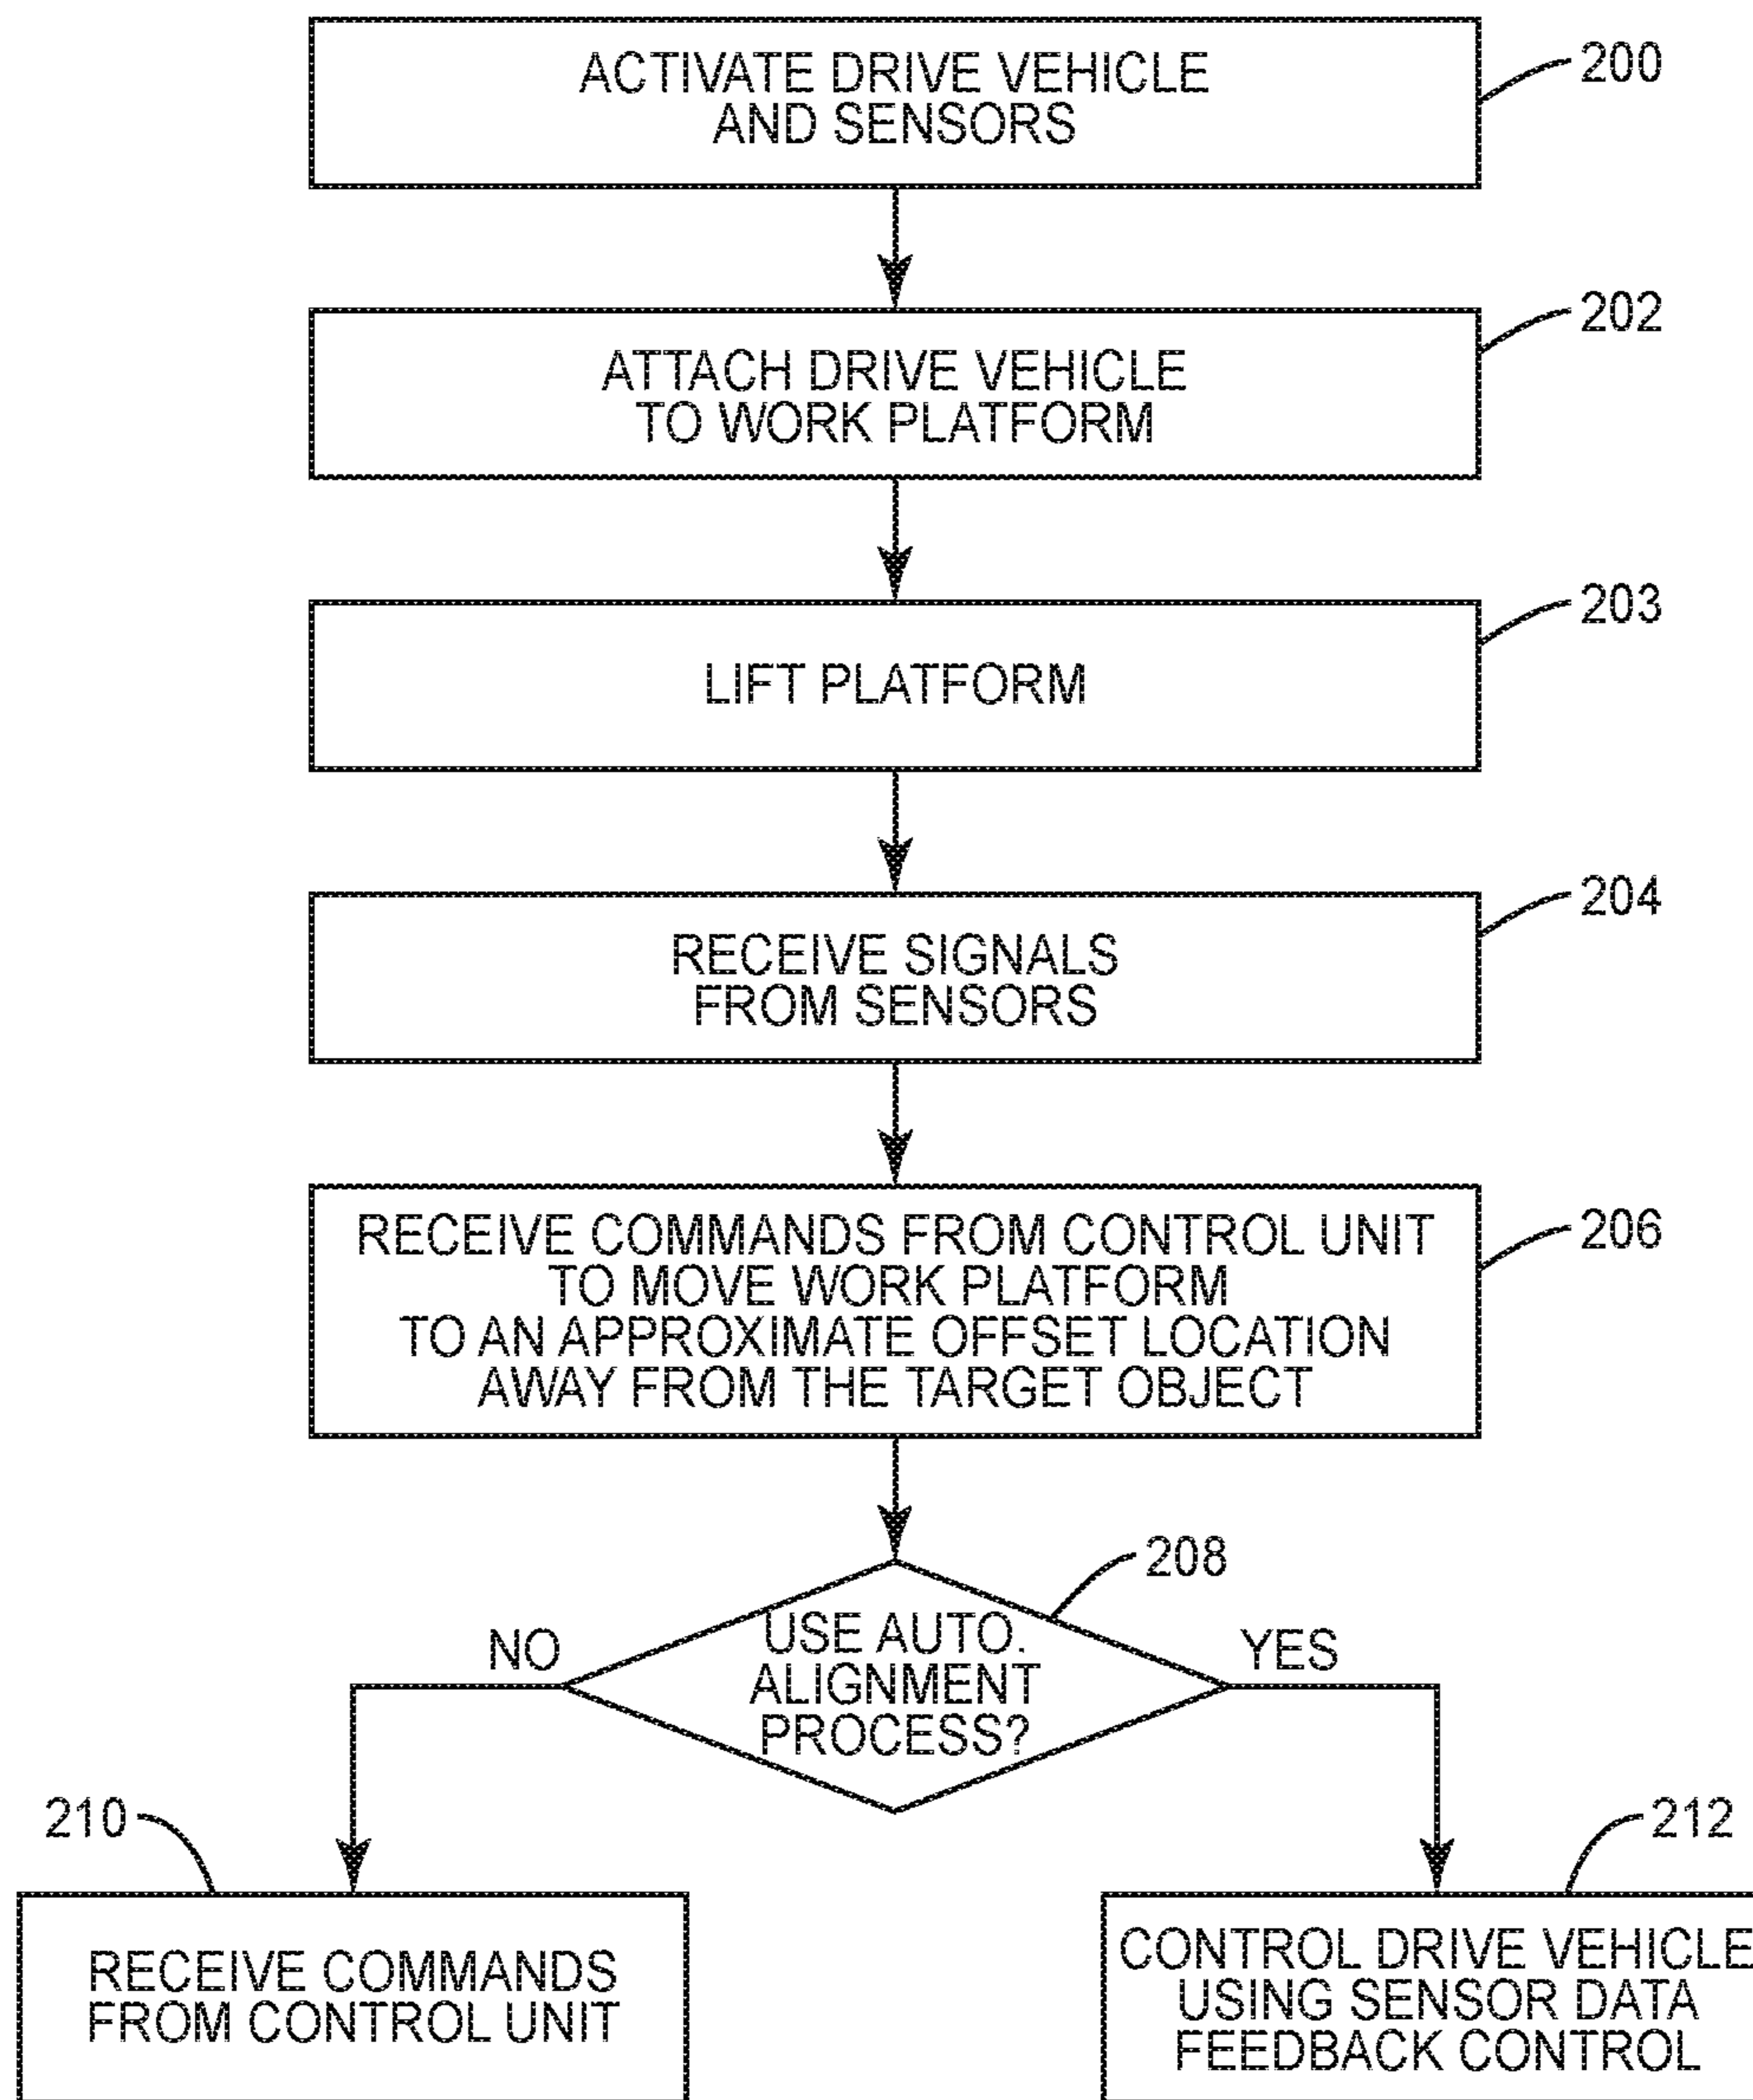 ACTIVATE DRIVE VEHICLE
AND SENSORS
200
ATTACH DRIVE VEHICLE
TO WORK PLATFORM
202
LIFT PLATFORM
203
RECEIVE SIGNALS
FROM SENSORS
204
RECEIVE COMMANDS FROM CONTROL UNIT
TO MOVE WORK PLATFORM
TO AN APPROXIMATE OFFSET LOCATION
AWAY FROM THE TARGET OBJECT
206
USE AUTO.
ALIGNMENT
PROCESS?
208
NO
YES
210
RECEIVE COMMANDS
FROM CONTROL UNIT
212
CONTROL DRIVE VEHICLE
USING SENSOR DATA
FEEDBACK CONTROL